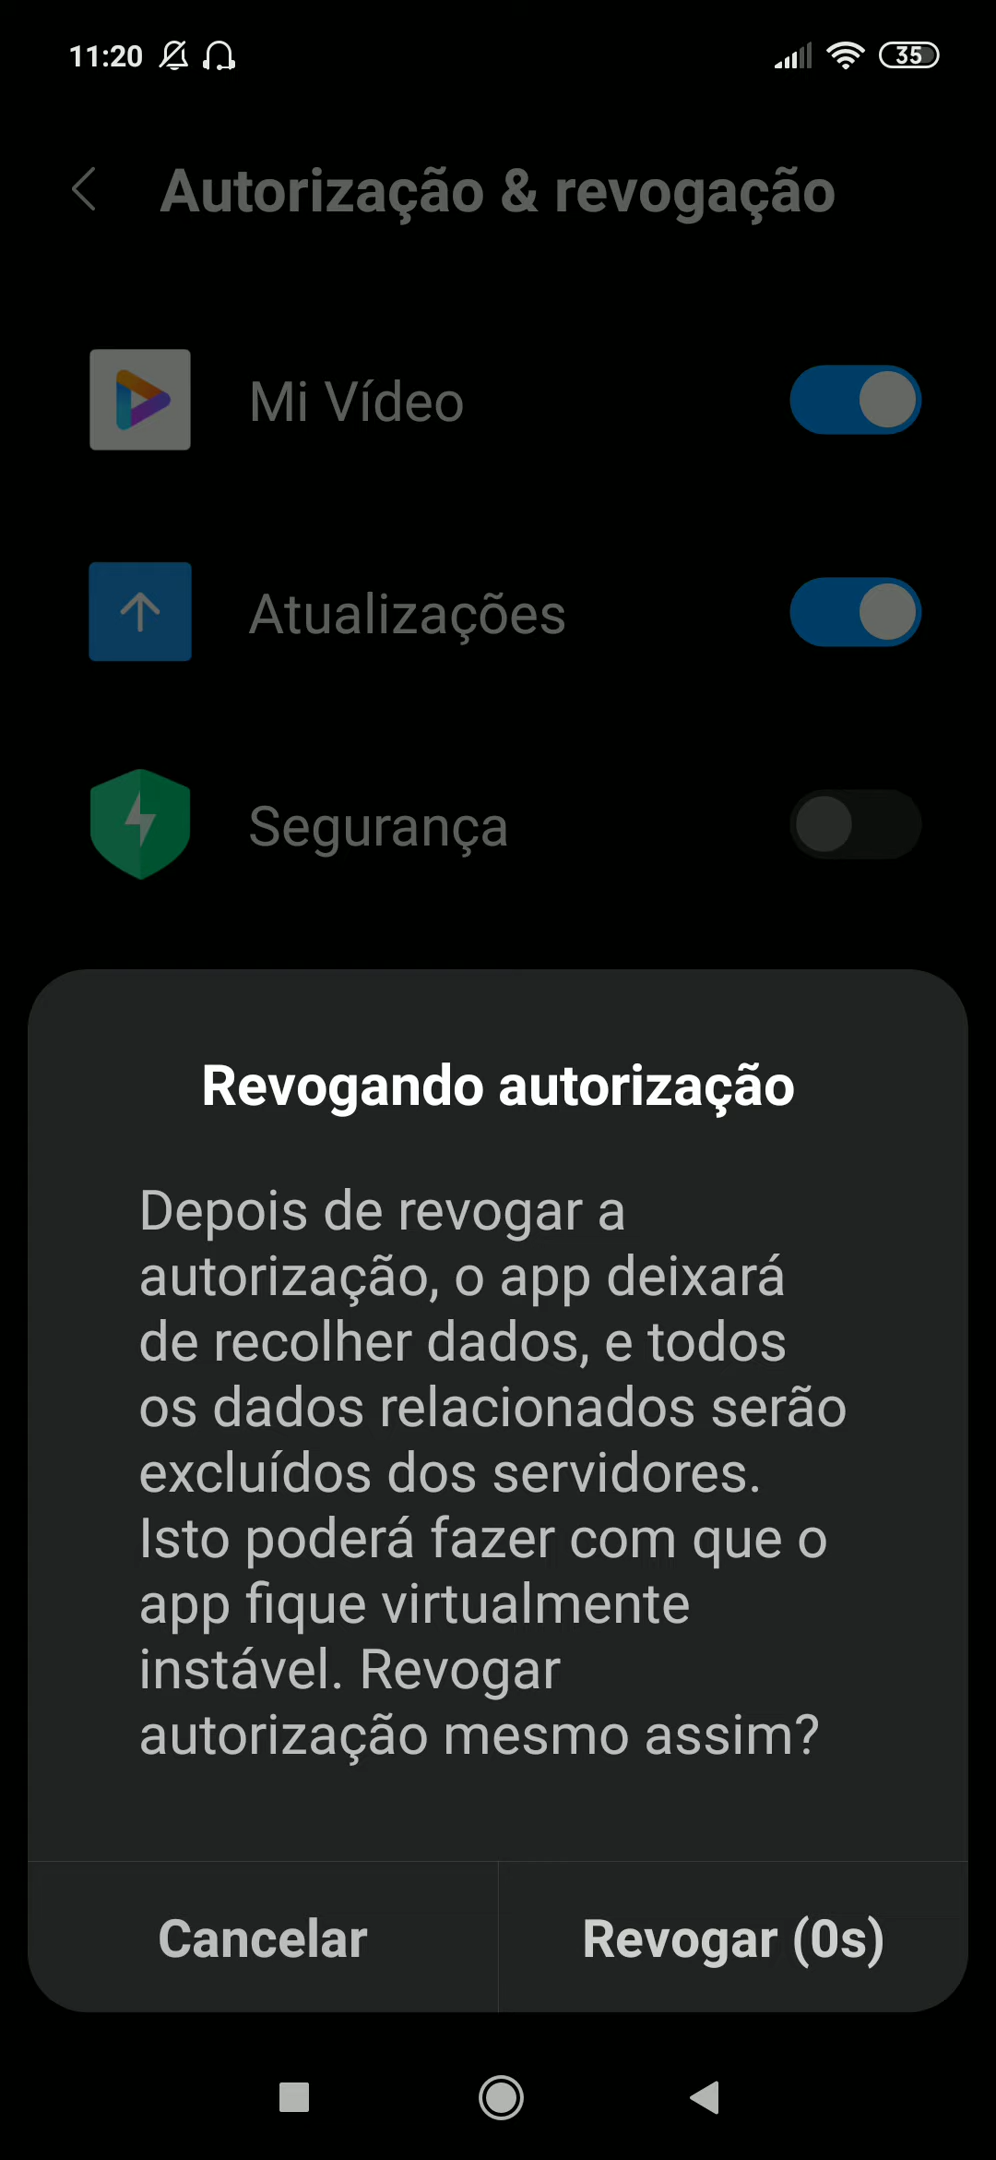 11:20
35
Autorização & revogação
Mi Vídeo
Atualizações
Segurança
Revogando autorização
Depois de revogar a
autorização, o app deixará
de recolher dados, e todos
os dados relacionados serão
excluídos dos servidores.
Isto poderá fazer com que o
app fique virtualmente
instável. Revogar
autorização mesmo assim?
Cancelar
Revogar (0s)